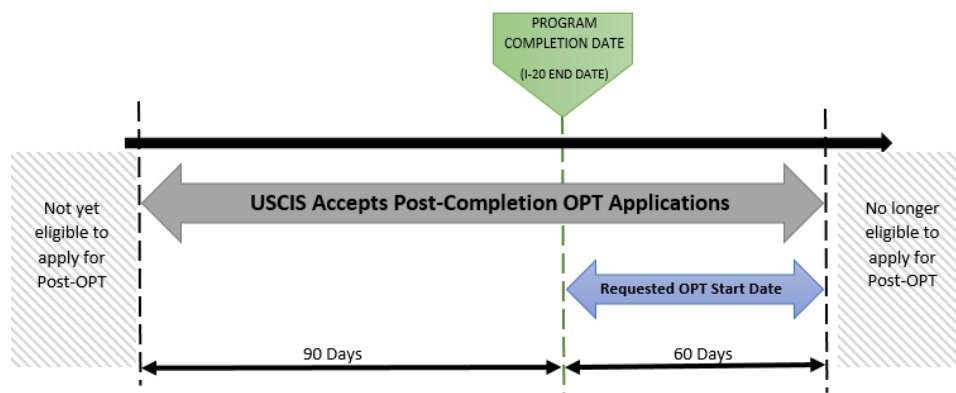 PROGRAM
COMPLETION DATE
(I-20 END DATE)
USCIS Accepts Post-Completion OPT Applications
Not yet
eligible to
apply for
Post-OPT
No longer
eligible to
apply for
Post-OPT
Requested OPT Start Date
90 Days
60 Days